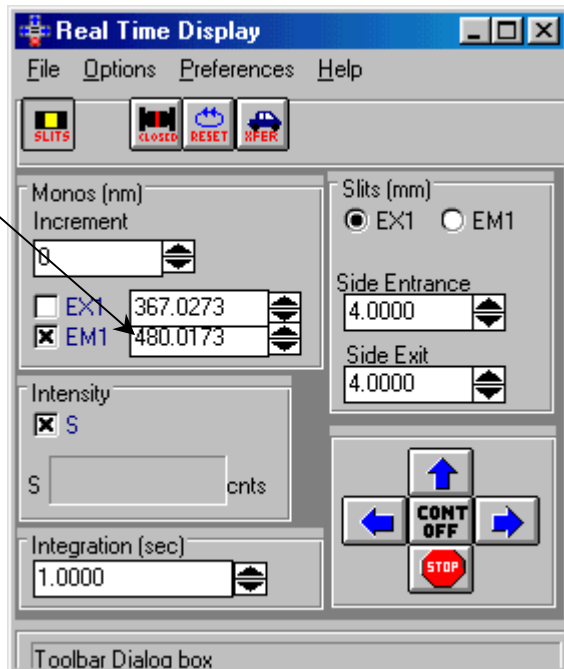 Real Time Display
File Options Preferences Help
SLITS CLOSED RESET XFER
Monos (nm)
Increment
0
EX1 367.0273
EM1 480.0173
Slits (mm)
EX1 EM1
Side Entrance
4.0000
Side Exit
4.0000
Intensity
S
S cnts
Integration (sec)
1.0000
CONT
OFF
STOP
Toolbar Dialog box